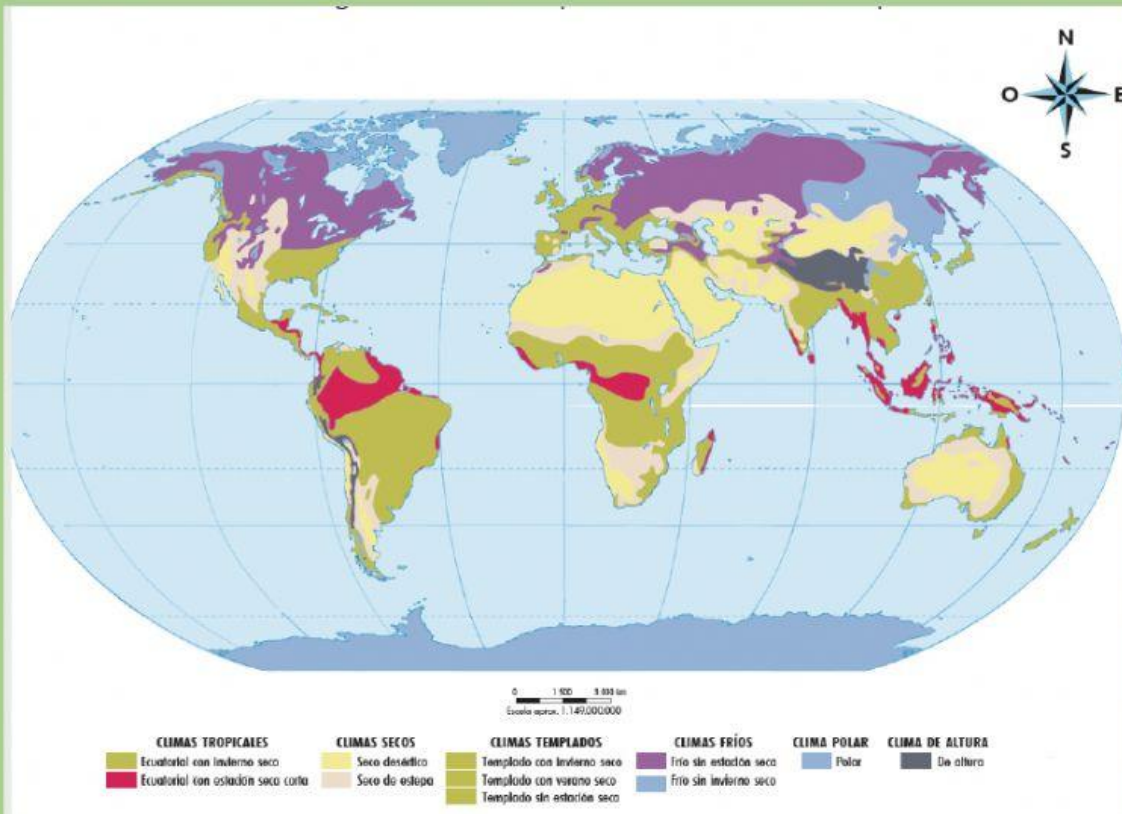 N
O E
S
0 1 500 3 000 km
Escala aprox. 1:149.000.000
CLIMAS TROPICALES
Ecuatorial con invierno seco
Ecuatorial con estación seca corta
CLIMAS SECOS
Seco desértico
Seco de estepa
CLIMAS TEMPLADOS
Templado con invierno seco
Templado con verano seco
Templado sin estación seca
CLIMAS FRÍOS
Frío sin estación seca
Frío sin invierno seco
CLIMA POLAR
Polar
CLIMA DE ALTURA
De altura